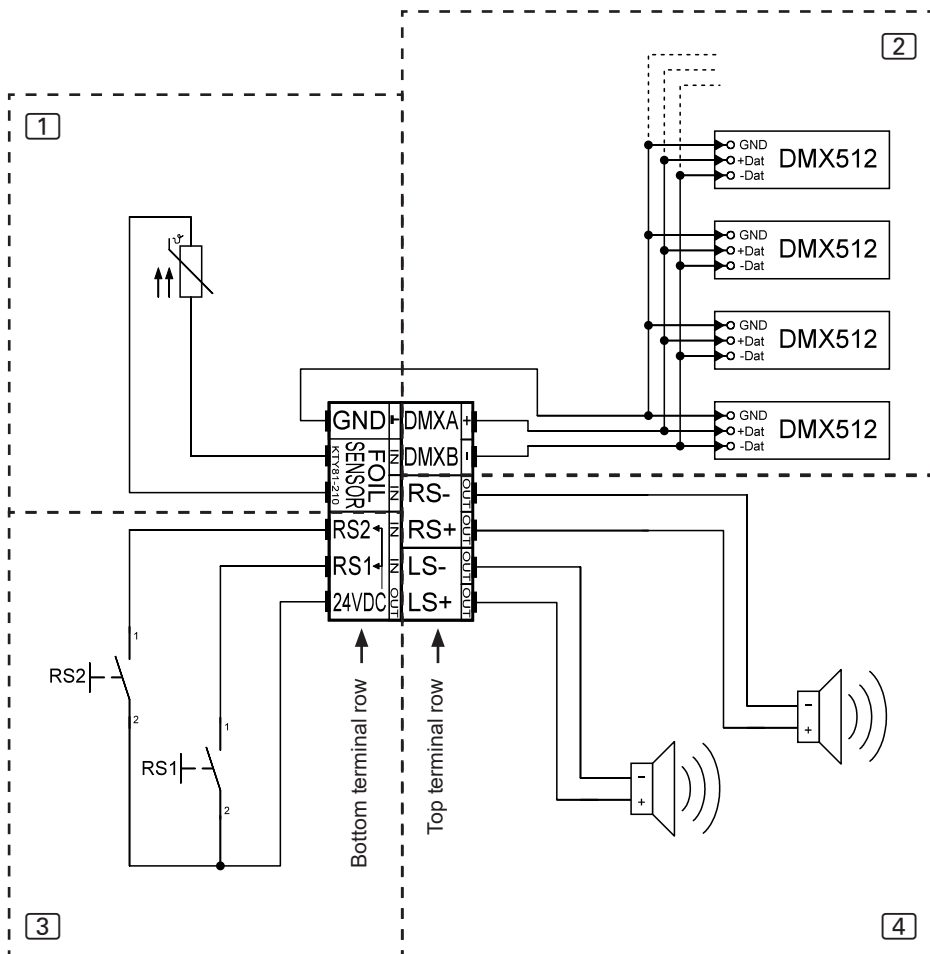 1
2
GND
+Dat
-Dat
DMX512
GND
+Dat
-Dat
DMX512
GND
+Dat
-Dat
DMX512
GND
+Dat
-Dat
DMX512
ϑ
GND
FOIL
SENSOR
KTY81-210
IN
IN
RS2 IN
RS1 IN
24VDC OUT
DMXA +
DMXB -
RS- OUT
RS+ OUT
LS- OUT
LS+ OUT
Bottom terminal row
Top terminal row
1
RS2
2
1
RS1
2
-
+
-
+
3
4